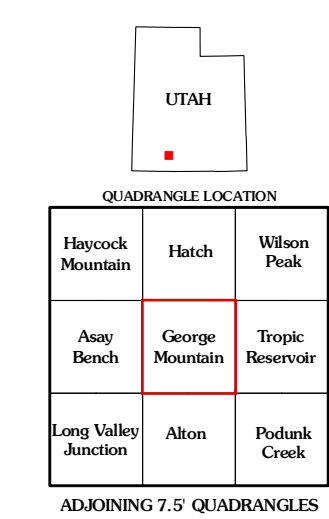 UTAH
QUADRANGLE LOCATION
Haycock
Mountain
Hatch
Wilson
Peak
Asay
Bench
George
Mountain
Tropic
Reservoir
Long Valley
Junction
Alton
Podunk
Creek
ADJOINING 7.5' QUADRANGLES